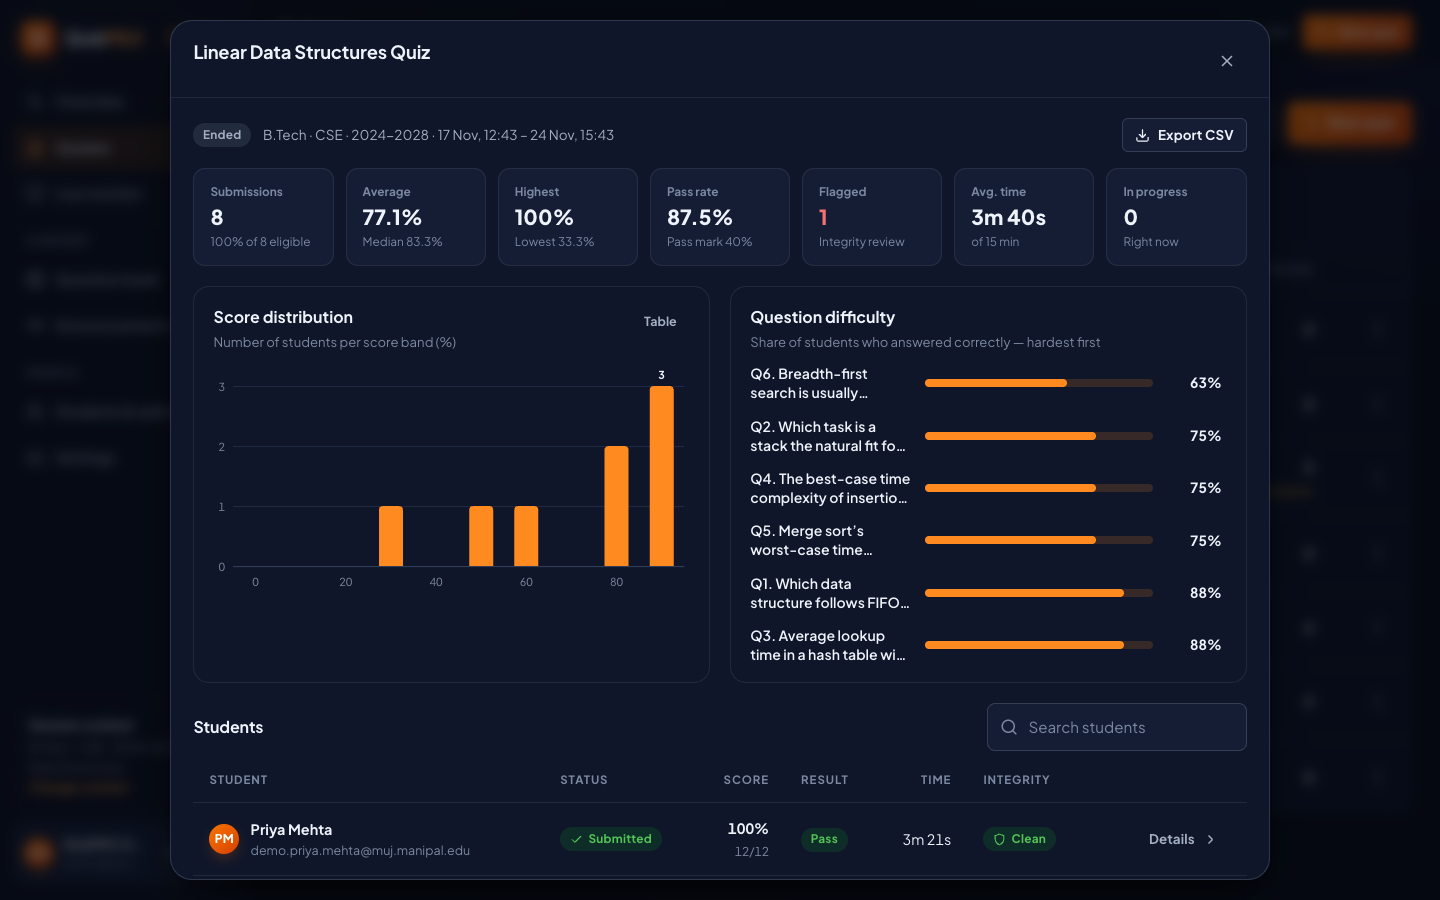 Linear Data Structures Quiz
Ended
B.Tech · CSE · 2024–2028 · 17 Nov, 12:43 – 24 Nov, 15:43
Export CSV
Submissions
8
100% of 8 eligible
Average
77.1%
Median 83.3%
Highest
100%
Lowest 33.3%
Pass rate
87.5%
Pass mark 40%
Flagged
1
Integrity review
Avg. time
3m 40s
of 15 min
In progress
0
Right now
Score distribution
Table
Number of students per score band (%)
3
3
2
1
0
0 20 40 60 80
Question difficulty
Share of students who answered correctly — hardest first
Q6. Breadth-first
search is usually…
63%
Q2. Which task is a
stack the natural fit fo…
75%
Q4. The best-case time
complexity of insertio…
75%
Q5. Merge sort’s
worst-case time…
75%
Q1. Which data
structure follows FIFO…
88%
Q3. Average lookup
time in a hash table wi…
88%
Students
Search students
STUDENT STATUS SCORE RESULT TIME INTEGRITY
PM
Priya Mehta
demo.priya.mehta@muj.manipal.edu
Submitted
100%
12/12
Pass
3m 21s
Clean
Details